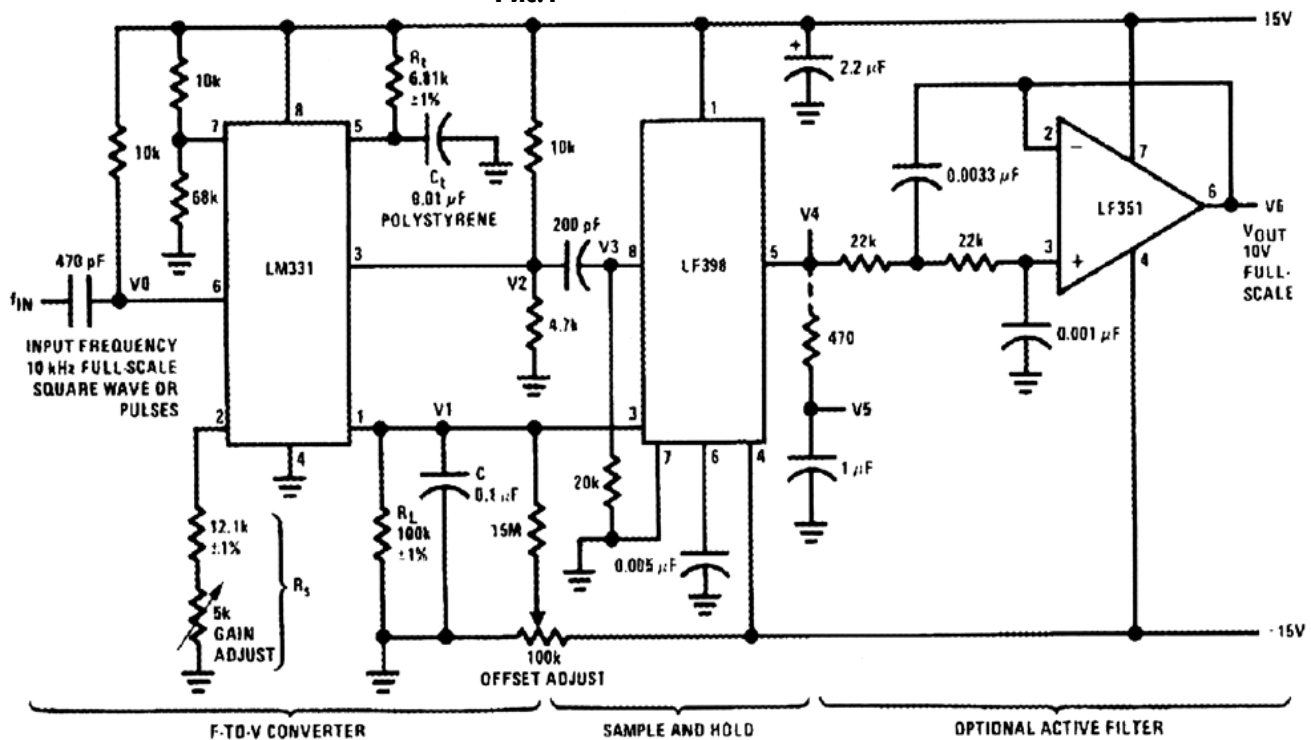 15V
10k
Rt
6.81k
±1%
+
2.2 µF
8
1
7
5
10k
10k
68k
Ct
0.01 µF
POLYSTYRENE
2
−
7
0.0033 µF
6
V6
LF351
VOUT
10V
FULL-
SCALE
470 pF
LM331
200 pF
V3
8
LF398
V4
5
22k
22k
3
+
4
fIN
V0
6
3
V2
4.7k
470
0.001 µF
INPUT FREQUENCY
10 kHz FULL-SCALE
SQUARE WAVE OR
PULSES
2
1
V1
3
V5
4
7
6
4
C
0.1 µF
20k
1 µF
12.1k
±1%
RL
100k
±1%
15M
0.005 µF
Rs
5k
GAIN
ADJUST
-15V
100k
OFFSET ADJUST
F-TO-V CONVERTER
SAMPLE AND HOLD
OPTIONAL ACTIVE FILTER